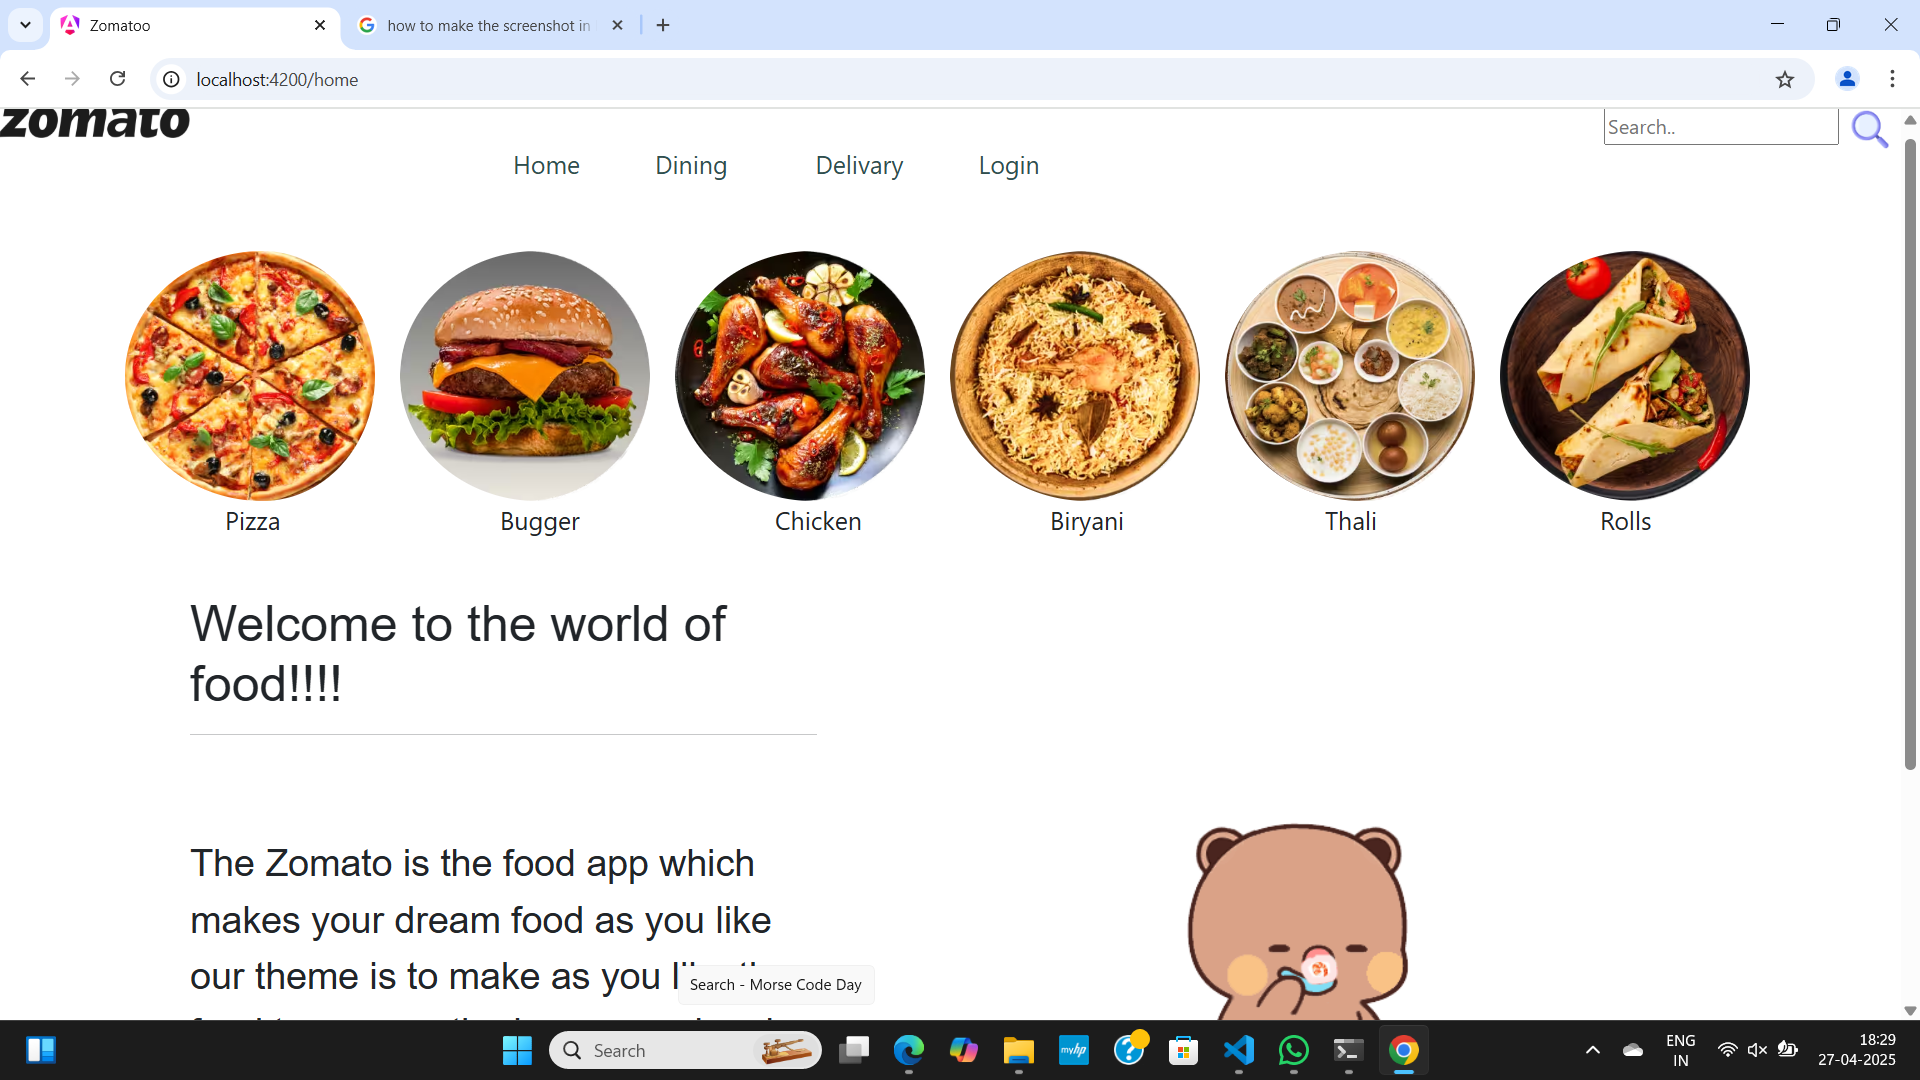 Zomatoo
how to make the screenshot in
localhost:4200/home
zomato
Search..
Home Dining Delivary Login
Pizza Bugger Chicken Biryani Thali Rolls
Welcome to the world of
food!!!!
The Zomato is the food app which
makes your dream food as you like
our theme is to make as you
Search - Morse Code Day
Search
myhp
ENG
IN
18:29
27-04-2025